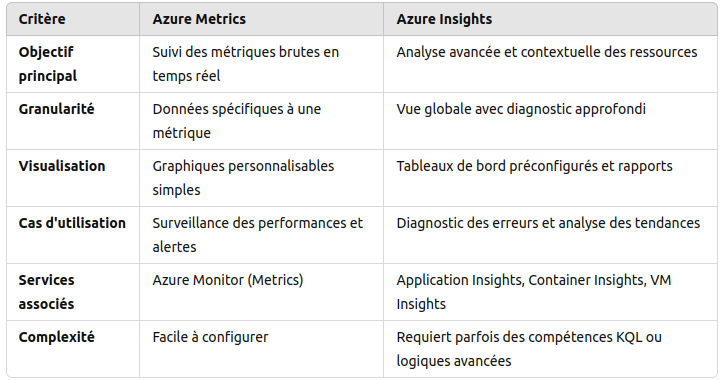 Critère Azure Metrics Azure Insights
Objectif Suivi des métriques brutes en Analyse avancée et contextuelle des ressources
principal temps réel
Granularité Données spécifiques à une Vue globale avec diagnostic approfondi
métrique
Visualisation Graphiques personnalisables Tableaux de bord préconfigurés et rapports
simples
Cas d'utilisation Surveillance des performances et Diagnostic des erreurs et analyse des tendances
alertes
Services Azure Monitor (Metrics) Application Insights, Container Insights, VM
associés Insights
Complexité Facile à configurer Requiert parfois des compétences KQL ou
logiques avancées